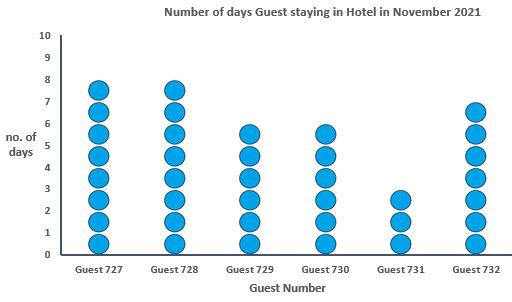 Number of days Guest staying in Hotel in November 2021
10
9
8
7
6
5
4
3
2
1
0
no. of
days
Guest 727 Guest 728 Guest 729 Guest 730 Guest 731 Guest 732
Guest Number